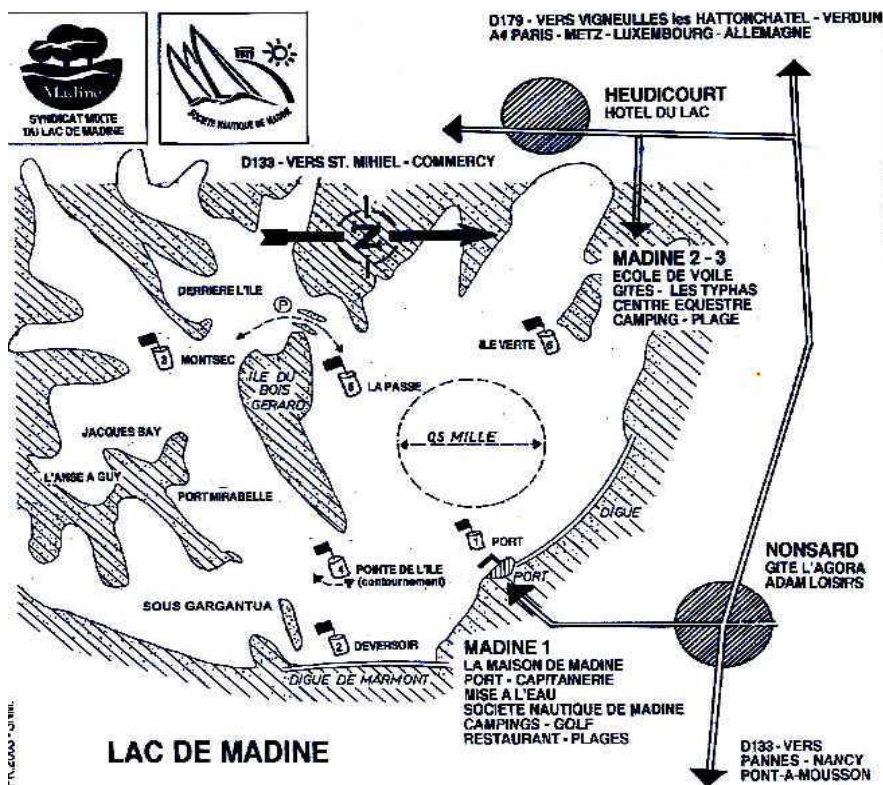 Madine
SYNDICAT MIXTE
DU LAC DE MADINE
SOCIETE NAUTIQUE DE MADINE
D179 - VERS VIGNEULLES les HATTONCHATEL - VERDUN
A4 PARIS - METZ - LUXEMBOURG - ALLEMAGNE
HEUDICOURT
HOTEL DU LAC
D133 - VERS ST. MIHIEL - COMMERCY
N
MADINE 2 - 3
ECOLE DE VOILE
GITES - LES TYPHAS
CENTRE EQUESTRE
CAMPING - PLAGE
DERRIERE L'ILE
P
3 MONTSEC
ILE VERTE 6
ILE DU
BOIS
GERARD
5 LA PASSE
0,5 MILLE
JACQUES BAY
L'ANSE A GUY
PORT MIRABELLE
DIGUE
1 PORT
PORT
4 POINTE DE L'ILE
(contournement)
NONSARD
GITE L'AGORA
ADAM LOISIRS
SOUS GARGANTUA
2 DEVERSOIR
DIGUE DE MARMONT
MADINE 1
LA MAISON DE MADINE
PORT - CAPITAINERIE
MISE A L'EAU
SOCIETE NAUTIQUE DE MADINE
CAMPINGS - GOLF
RESTAURANT - PLAGES
LAC DE MADINE
D133 - VERS
PANNES - NANCY
PONT-A-MOUSSON